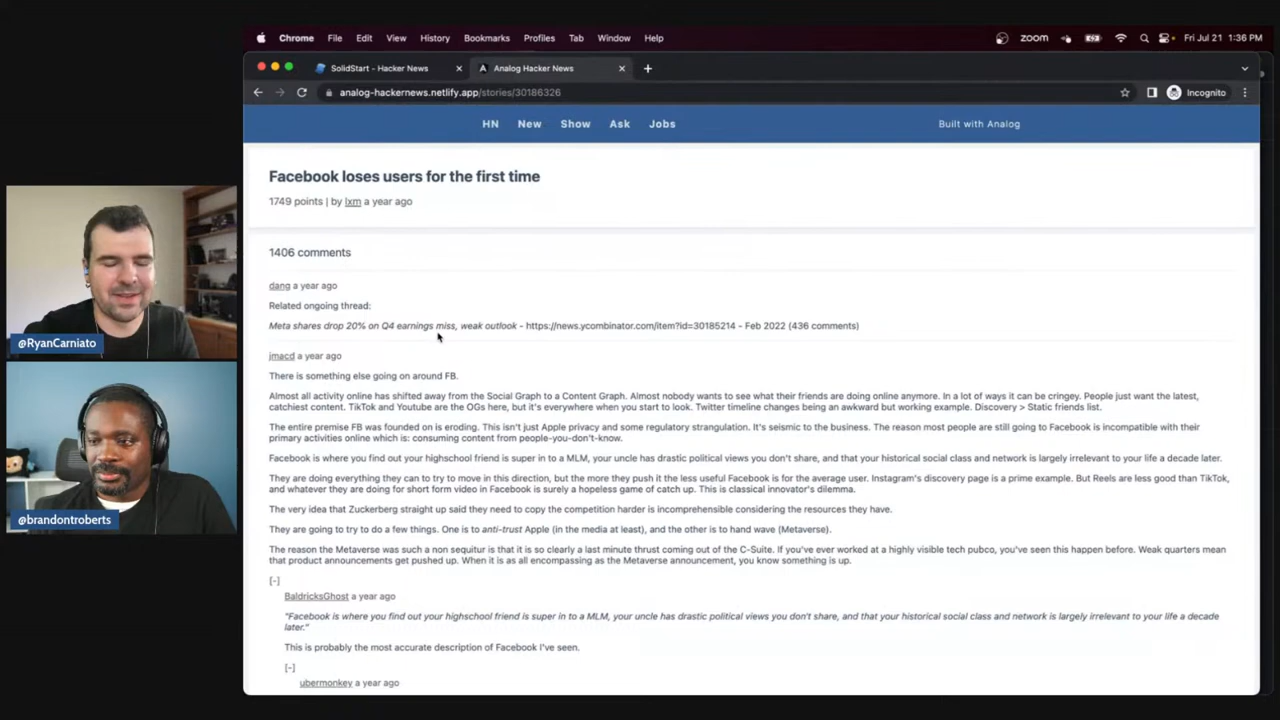 Chrome File Edit View History Bookmarks Profiles Tab Window Help zoom Fri Jul 21 1:36 PM
SolidStart - Hacker News Analog Hacker News
analog-hackernews.netlify.app/stories/30186326 Incognito
HN New Show Ask Jobs Built with Analog
Facebook loses users for the first time
1749 points | by lxm a year ago
1406 comments
dang a year ago
Related ongoing thread:
Meta shares drop 20% on Q4 earnings miss, weak outlook - https://news.ycombinator.com/item?id=30185214 - Feb 2022 (436 comments)
jmacd a year ago
There is something else going on around FB.
Almost all activity online has shifted away from the Social Graph to a Content Graph. Almost nobody wants to see what their friends are doing online anymore. In a lot of ways it can be cringey. People just want the latest,
catchiest content. TikTok and Youtube are the OGs here, but it's everywhere when you start to look. Twitter timeline changes being an awkward but working example. Discovery > Static friends list.
The entire premise FB was founded on is eroding. This isn't just Apple privacy and some regulatory strangulation. It's seismic to the business. The reason most people are still going to Facebook is incompatible with their
primary activities online which is: consuming content from people-you-don't-know.
Facebook is where you find out your highschool friend is super in to a MLM, your uncle has drastic political views you don't share, and that your historical social class and network is largely irrelevant to your life a decade later.
They are doing everything they can to try to move in this direction, but the more they push it the less useful Facebook is for the average user. Instagram's discovery page is a prime example. But Reels are less good than TikTok,
and whatever they are doing for short form video in Facebook is surely a hopeless game of catch up. This is classical innovator's dilemma.
The very idea that Zuckerberg straight up said they need to copy the competition harder is incomprehensible considering the resources they have.
They are going to try to do a few things. One is to anti-trust Apple (in the media at least), and the other is to hand wave (Metaverse).
The reason the Metaverse was such a non sequitur is that it is so clearly a last minute thrust coming out of the C-Suite. If you've ever worked at a highly visible tech pubco, you've seen this happen before. Weak quarters mean
that product announcements get pushed up. When it is as all encompassing as the Metaverse announcement, you know something is up.
[-]
BaldricksGhost a year ago
"Facebook is where you find out your highschool friend is super in to a MLM, your uncle has drastic political views you don't share, and that your historical social class and network is largely irrelevant to your life a decade
later."
This is probably the most accurate description of Facebook I've seen.
[-]
ubermonkey a year ago
@RyanCarniato
@brandontroberts